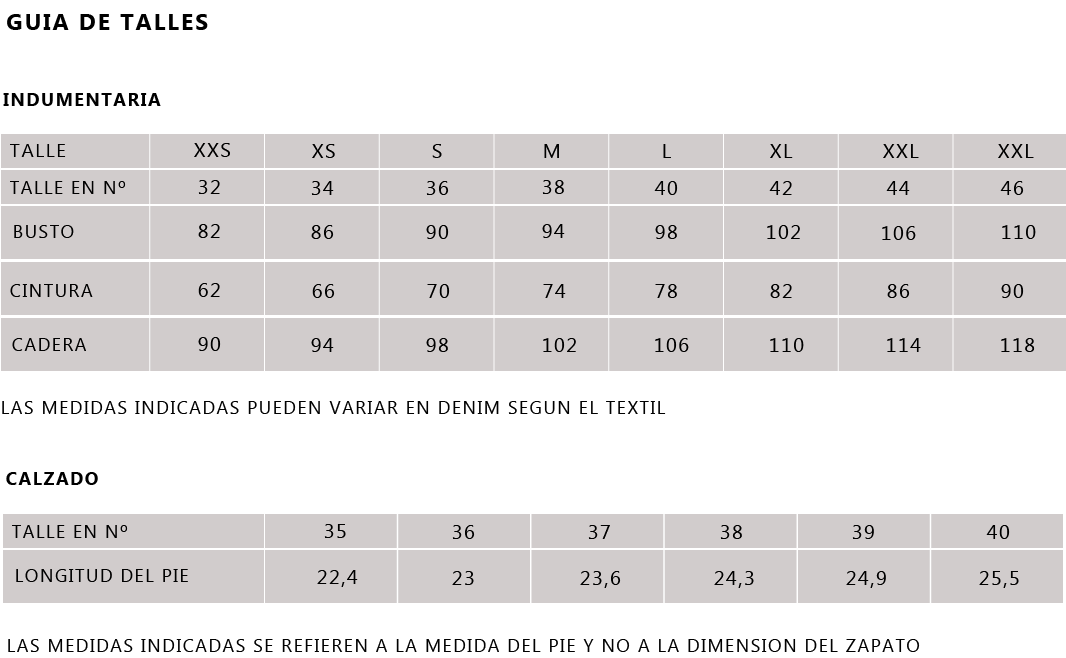 GUIA DE TALLES
INDUMENTARIA
TALLE XXS XS S M L XL XXL XXL
TALLE EN Nº 32 34 36 38 40 42 44 46
BUSTO 82 86 90 94 98 102 106 110
CINTURA 62 66 70 74 78 82 86 90
CADERA 90 94 98 102 106 110 114 118
LAS MEDIDAS INDICADAS PUEDEN VARIAR EN DENIM SEGUN EL TEXTIL
CALZADO
TALLE EN Nº 35 36 37 38 39 40
LONGITUD DEL PIE 22,4 23 23,6 24,3 24,9 25,5
LAS MEDIDAS INDICADAS SE REFIEREN A LA MEDIDA DEL PIE Y NO A LA DIMENSION DEL ZAPATO